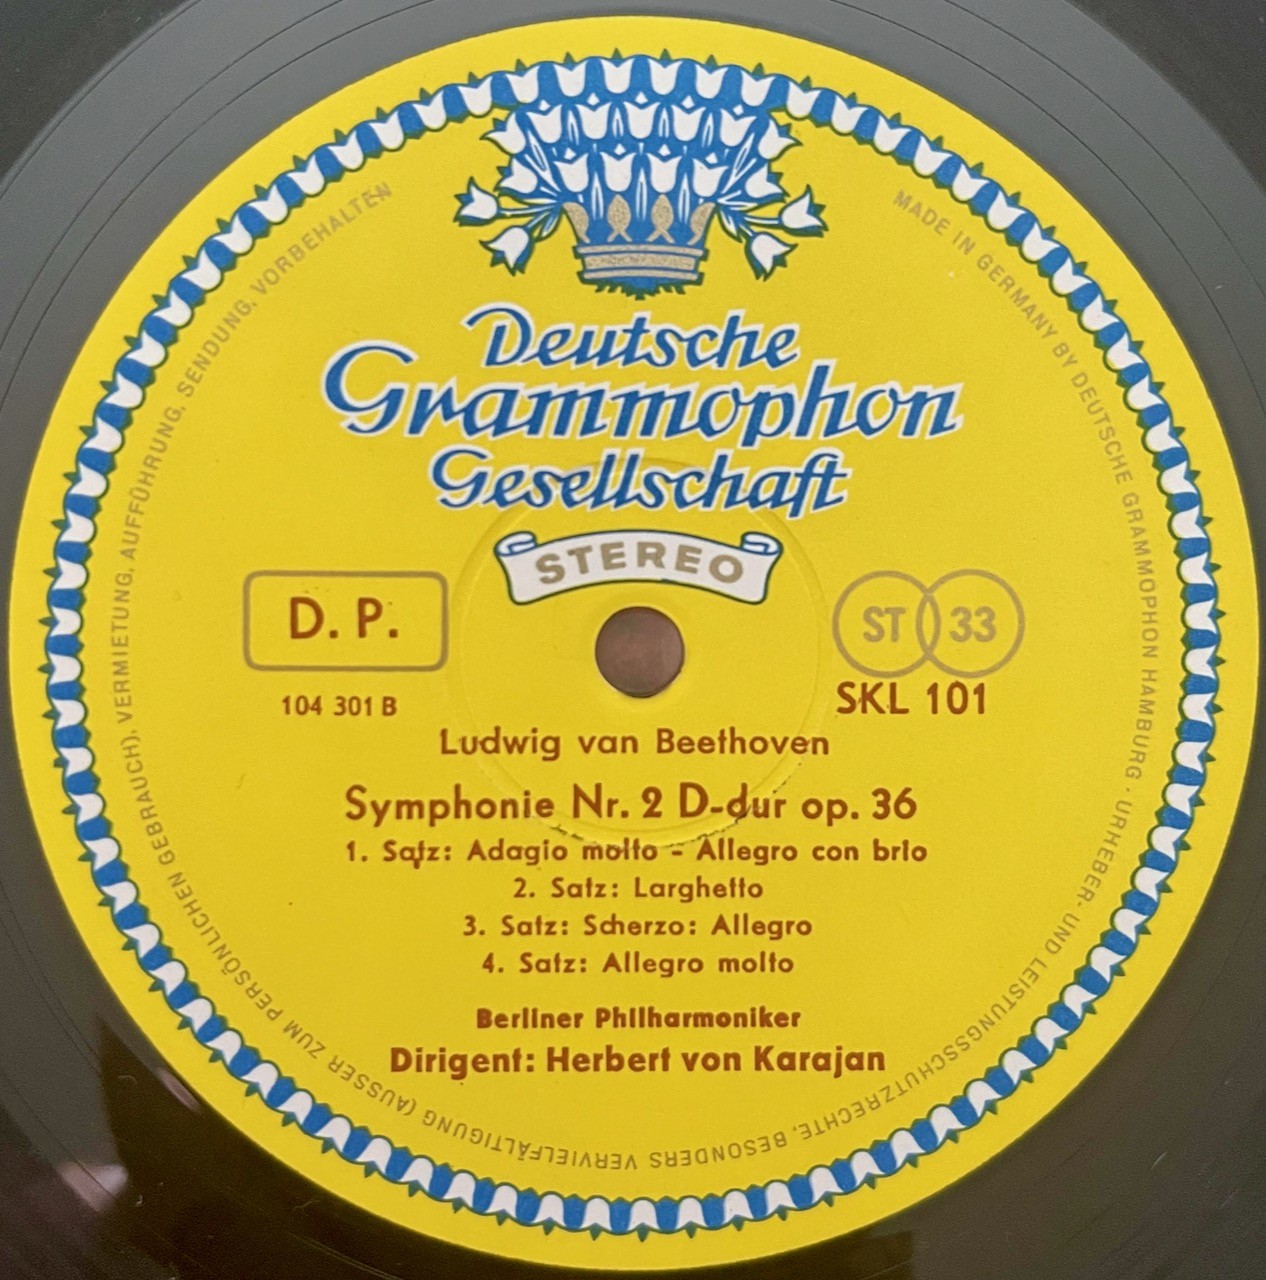 Deutsche
Grammophon
Gesellschaft
STEREO
D. P.
ST 33
104 301 B
SKL 101
Ludwig van Beethoven
Symphonie Nr. 2 D-dur op. 36
1. Satz: Adagio molto - Allegro con brio
2. Satz: Larghetto
3. Satz: Scherzo: Allegro
4. Satz: Allegro molto
Berliner Philharmoniker
Dirigent: Herbert von Karajan
MADE IN GERMANY BY DEUTSCHE GRAMMOPHON HAMBURG · URHEBER- UND LEISTUNGSSCHUTZRECHTE, BESONDERS VERVIELFÄLTIGUNG (AUSSER ZUM PERSÖNLICHEN GEBRAUCH), VERMIETUNG, AUFFÜHRUNG, SENDUNG, VORBEHALTEN